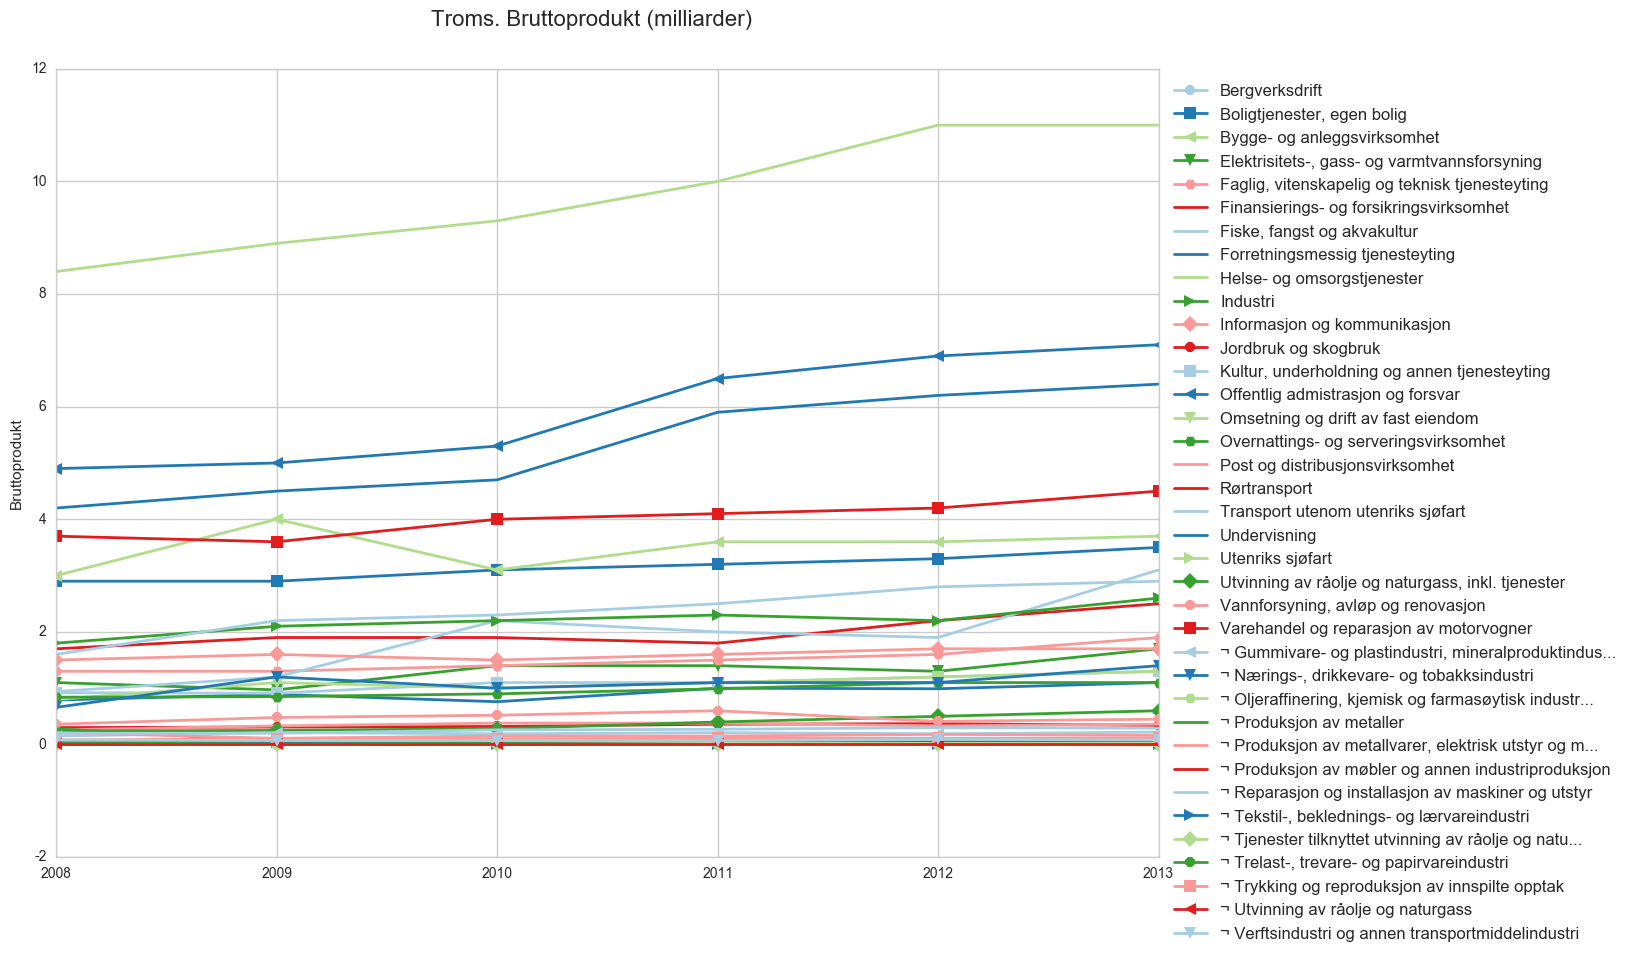 Troms. Bruttoprodukt (milliarder)
12
10
8
6
4
2
0
-2
Bruttoprodukt
2008 2009 2010 2011 2012 2013
Bergverksdrift
Boligtjenester, egen bolig
Bygge- og anleggsvirksomhet
Elektrisitets-, gass- og varmtvannsforsyning
Faglig, vitenskapelig og teknisk tjenesteyting
Finansierings- og forsikringsvirksomhet
Fiske, fangst og akvakultur
Forretningsmessig tjenesteyting
Helse- og omsorgstjenester
Industri
Informasjon og kommunikasjon
Jordbruk og skogbruk
Kultur, underholdning og annen tjenesteyting
Offentlig admistrasjon og forsvar
Omsetning og drift av fast eiendom
Overnattings- og serveringsvirksomhet
Post og distribusjonsvirksomhet
Rørtransport
Transport utenom utenriks sjøfart
Undervisning
Utenriks sjøfart
Utvinning av råolje og naturgass, inkl. tjenester
Vannforsyning, avløp og renovasjon
Varehandel og reparasjon av motorvogner
¬ Gummivare- og plastindustri, mineralproduktindus...
¬ Nærings-, drikkevare- og tobakksindustri
¬ Oljeraffinering, kjemisk og farmasøytisk industr...
¬ Produksjon av metaller
¬ Produksjon av metallvarer, elektrisk utstyr og m...
¬ Produksjon av møbler og annen industriproduksjon
¬ Reparasjon og installasjon av maskiner og utstyr
¬ Tekstil-, beklednings- og lærvareindustri
¬ Tjenester tilknyttet utvinning av råolje og natu...
¬ Trelast-, trevare- og papirvareindustri
¬ Trykking og reproduksjon av innspilte opptak
¬ Utvinning av råolje og naturgass
¬ Verftsindustri og annen transportmiddelindustri